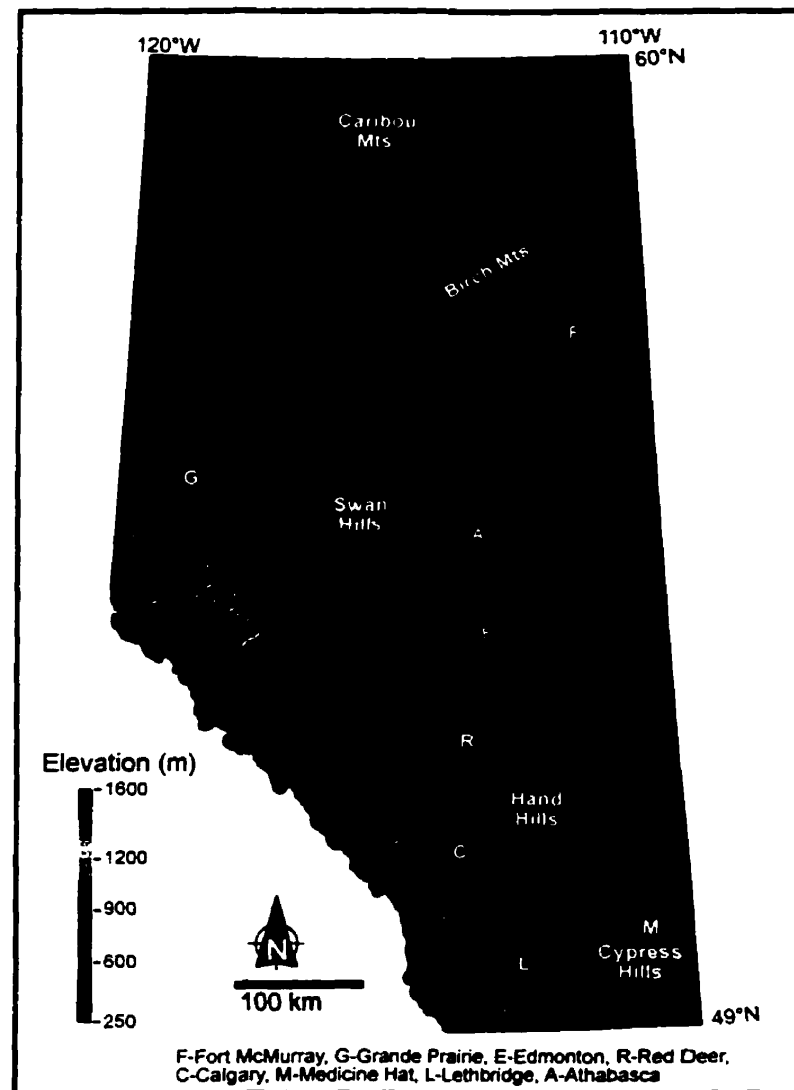 120°W
110°W
60°N
Caribou
Mts
Birch Mts
F
G
Swan
Hills
A
R
Elevation (m)
1600
Hand
Hills
1200
C
900
M
Cypress
Hills
600
N
L
100 km
250
49°N
F-Fort McMurray, G-Grande Prairie, E-Edmonton, R-Red Deer,
C-Calgary, M-Medicine Hat, L-Lethbridge, A-Athabasca